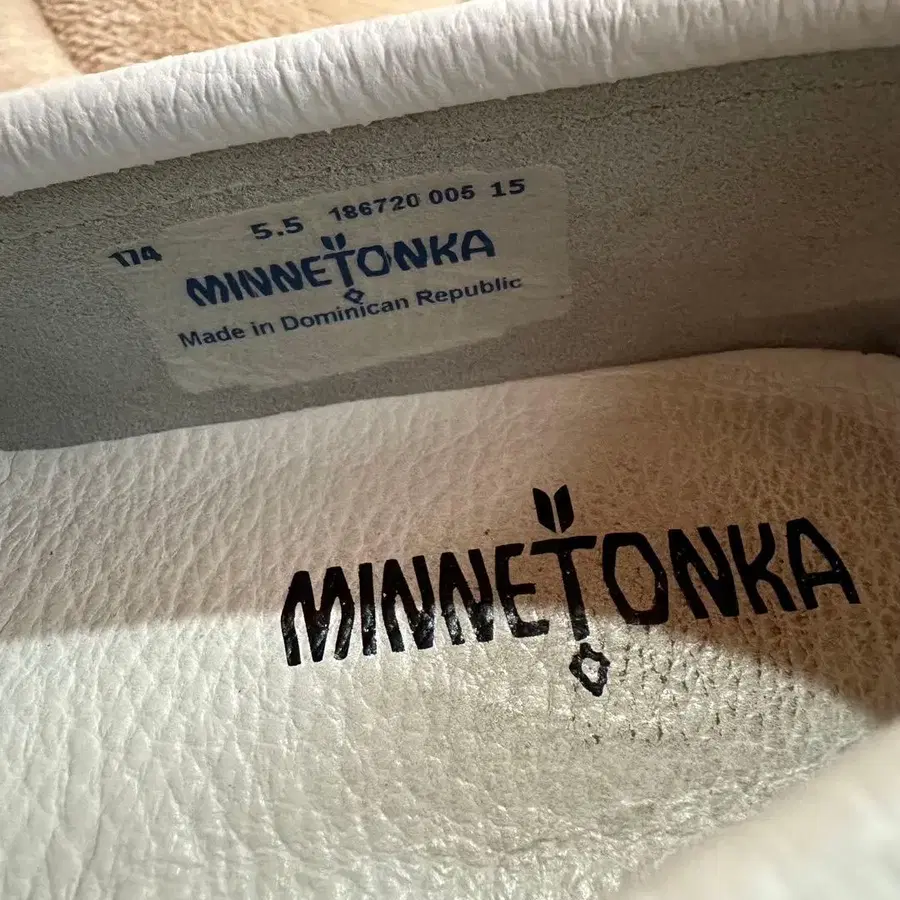 174 5.5 186720 005 15
MINNETONKA
Made in Dominican Republic
MINNETONKA